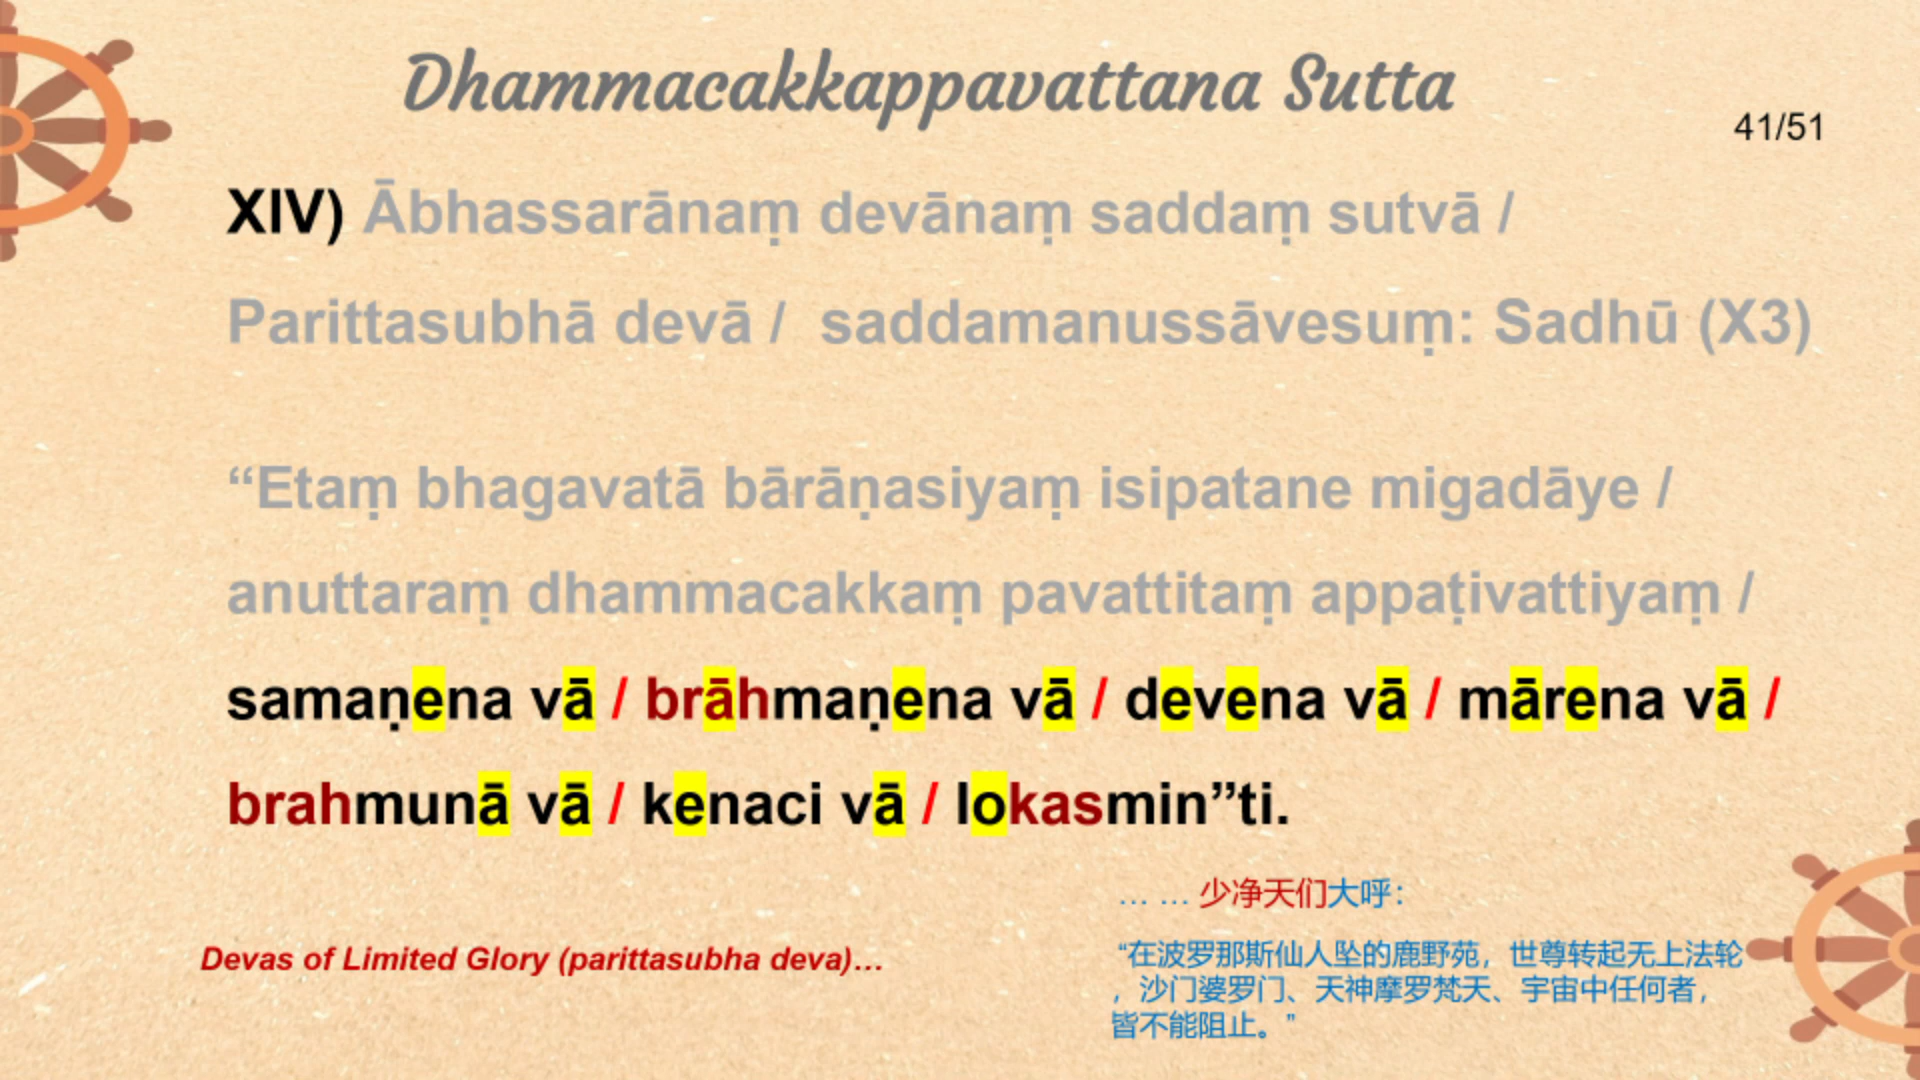 Dhammacakkappavattana Sutta
41/51
XIV) Ābhassarānaṃ devānaṃ saddaṃ sutvā /
Parittasubhā devā / saddamanussāvesuṃ: Sadhū (X3)
“Etaṃ bhagavatā bārāṇasiyaṃ isipatane migadāye /
anuttaraṃ dhammacakkaṃ pavattitaṃ appaṭivattiyaṃ /
samaṇena vā / brāhmaṇena vā / devena vā / mārena vā /
brahmunā vā / kenaci vā / lokasmin”ti.
… … 少净天们大呼：
Devas of Limited Glory (parittasubha deva)…
“在波罗那斯仙人坠的鹿野苑，世尊转起无上法轮
，沙门婆罗门、天神摩罗梵天、宇宙中任何者，
皆不能阻止。”